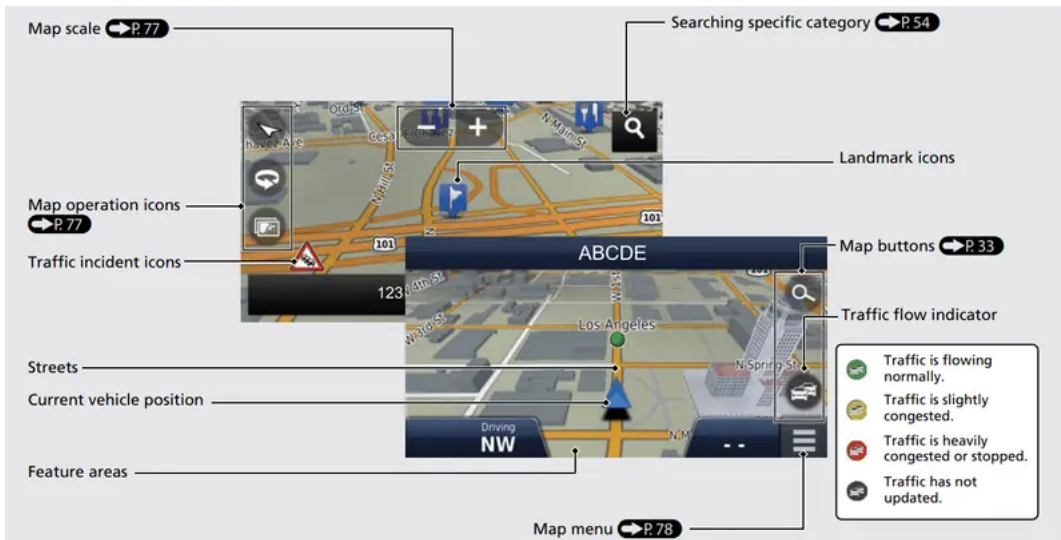 Map scale P. 77
Searching specific category P. 54
Ord St
Cesa
havez
havez Ave
N Main St
N Hill St
Landmark icons
Map operation icons
P. 77
101
101
Traffic incident icons
N
123
W 4th St
ABCDE
W 1st
Map buttons P. 33
W 3rd St
Los Angeles
Traffic flow indicator
N Spring St
Streets
Current vehicle position
Driving
NW
N M
- -
Feature areas
Traffic is flowing
normally.
Traffic is slightly
congested.
Traffic is heavily
congested or stopped.
Traffic has not
updated.
Map menu P. 78